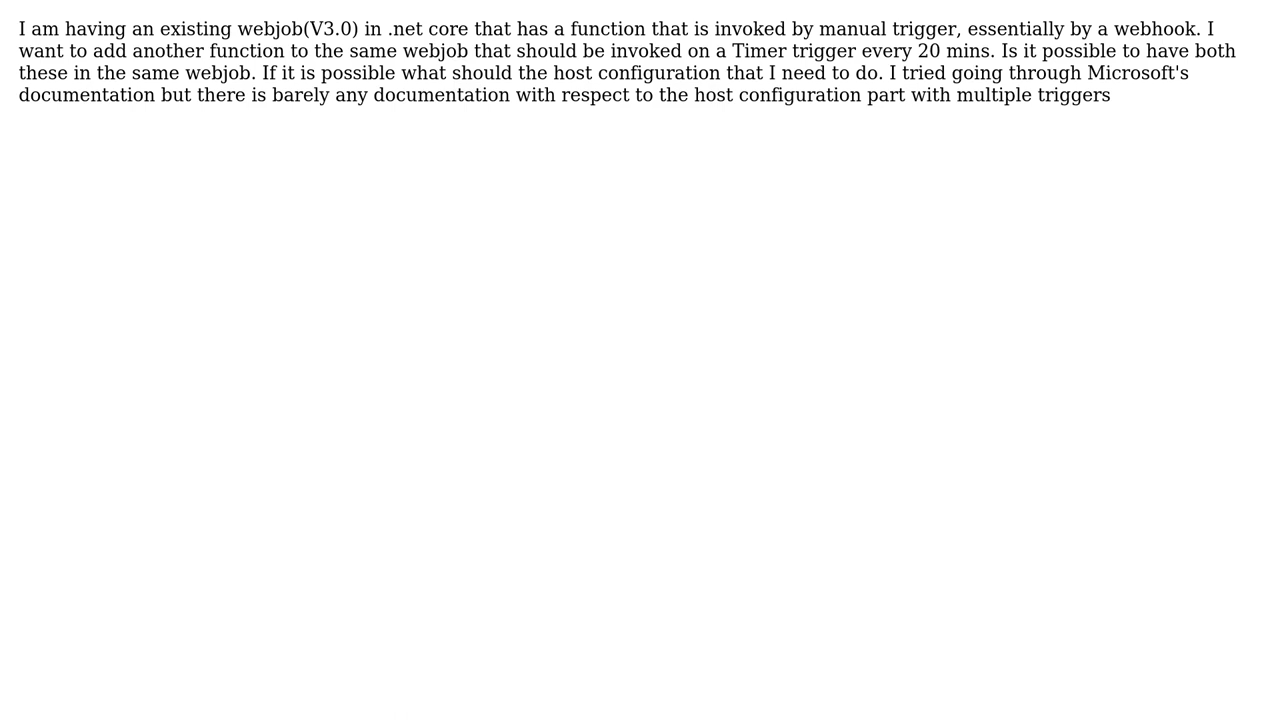 I am having an existing webjob(V3.0) in .net core that has a function that is invoked by manual trigger, essentially by a webhook. I
want to add another function to the same webjob that should be invoked on a Timer trigger every 20 mins. Is it possible to have both
these in the same webjob. If it is possible what should the host configuration that I need to do. I tried going through Microsoft's
documentation but there is barely any documentation with respect to the host configuration part with multiple triggers